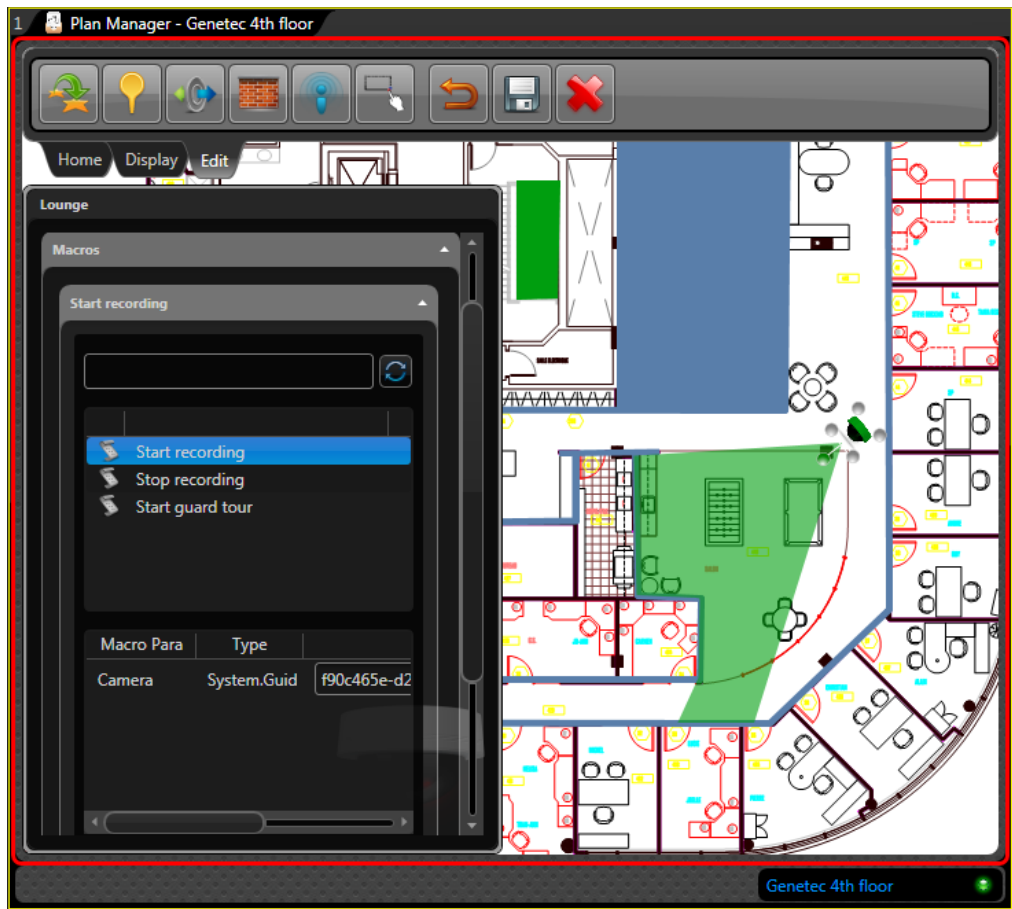 1 Plan Manager - Genetec 4th floor
Home Display Edit
Lounge
Macros
Start recording
Start recording
Stop recording
Start guard tour
Macro Para Type
Camera System.Guid f90c465e-d2
Genetec 4th floor